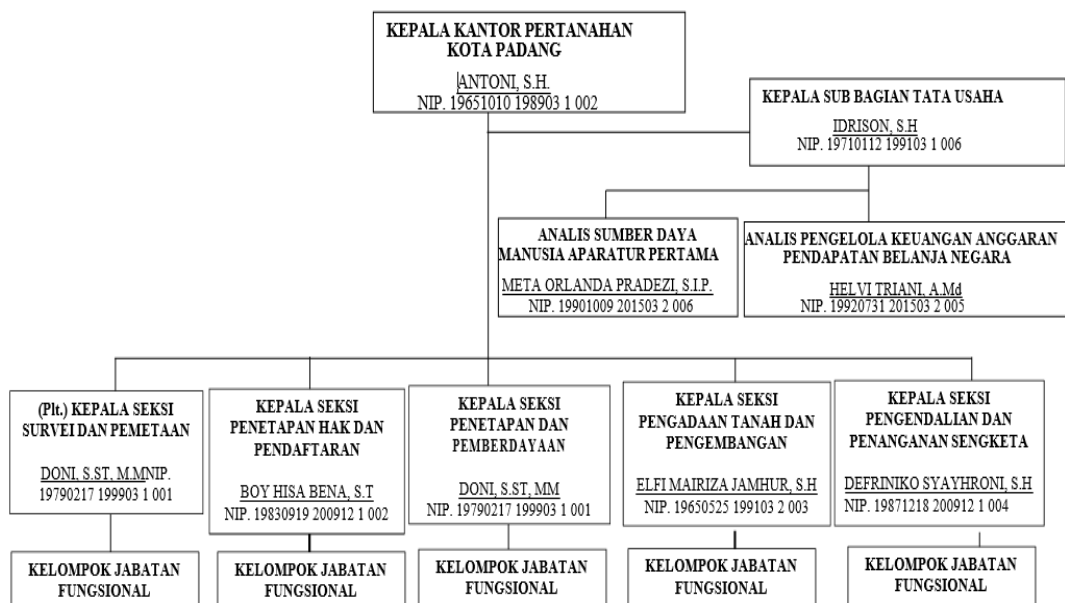 KEPALA KANTOR PERTANAHAN
KOTA PADANG
ANTONI, S.H.
NIP. 19651010 198903 1 002
KEPALA SUB BAGIAN TATA USAHA
IDRISON, S.H
NIP. 19710112 199103 1 006
ANALIS SUMBER DAYA
MANUSIA APARATUR PERTAMA
META ORLANDA PRADEZI, S.I.P.
NIP. 19901009 201503 2 006
ANALIS PENGELOLA KEUANGAN ANGGARAN
PENDAPATAN BELANJA NEGARA
HELVI TRIANI, A.Md
NIP. 19920731 201503 2 005
(Plt.) KEPALA SEKSI
SURVEI DAN PEMETAAN
DONI, S.ST, M.MNIP.
19790217 199903 1 001
KEPALA SEKSI
PENETAPAN HAK DAN
PENDAFTARAN
BOY HISA BENA, S.T
NIP. 19830919 200912 1 002
KEPALA SEKSI
PENETAPAN DAN
PEMBERDAYAAN
DONI, S.ST, MM
NIP. 19790217 199903 1 001
KEPALA SEKSI
PENGADAAN TANAH DAN
PENGEMBANGAN
ELFI MAIRIZA JAMHUR, S.H
NIP. 19650525 199103 2 003
KEPALA SEKSI
PENGENDALIAN DAN
PENANGANAN SENGKETA
DEFRINIKO SYAYHRONI, S.H
NIP. 19871218 200912 1 004
KELOMPOK JABATAN
FUNGSIONAL
KELOMPOK JABATAN
FUNGSIONAL
KELOMPOK JABATAN
FUNGSIONAL
KELOMPOK JABATAN
FUNGSIONAL
KELOMPOK JABATAN
FUNGSIONAL